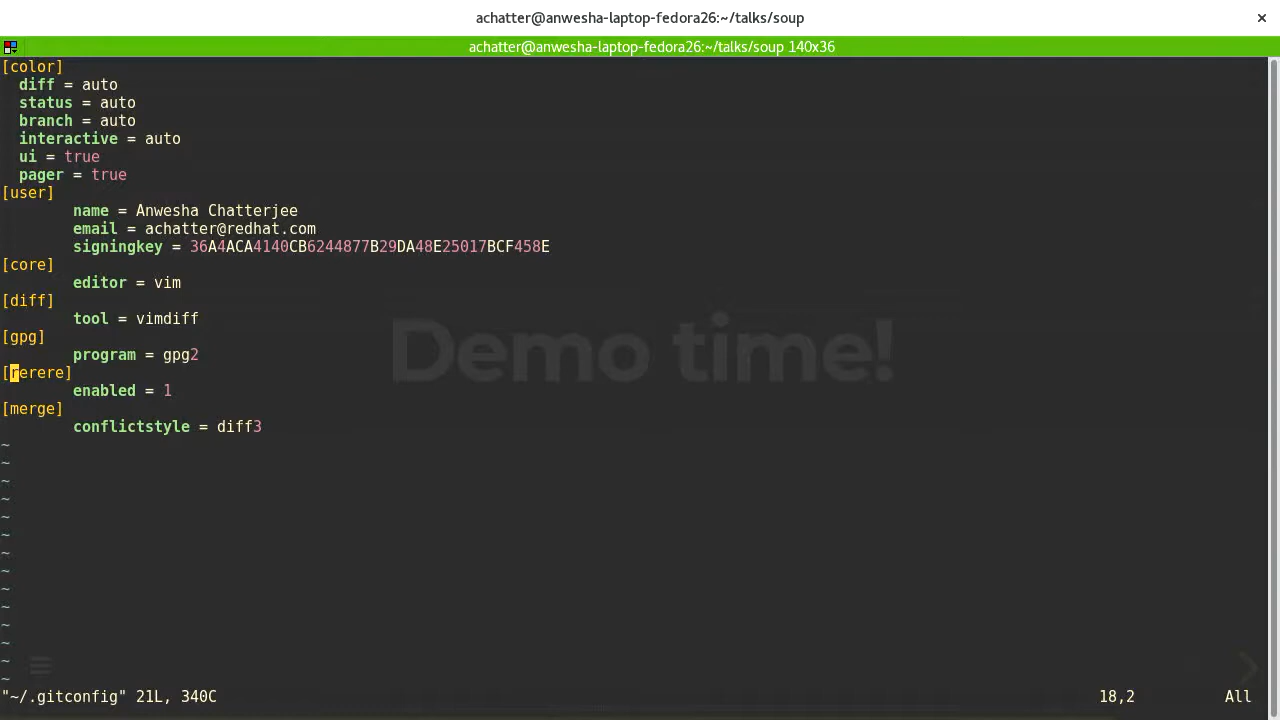 achatter@anwesha-laptop-fedora26:~/talks/soup ×
achatter@anwesha-laptop-fedora26:~/talks/soup 140x36
[color]
  diff = auto
  status = auto
  branch = auto
  interactive = auto
  ui = true
  pager = true
[user]
        name = Anwesha Chatterjee
        email = achatter@redhat.com
        signingkey = 36A4ACA4140CB6244877B29DA48E25017BCF458E
[core]
        editor = vim
[diff]
        tool = vimdiff
[gpg]
        program = gpg2
[rerere]
        enabled = 1
[merge]
        conflictstyle = diff3
~
~
~
~
~
~
~
~
~
~
~
~
~
~
Demo time!
"~/.gitconfig" 21L, 340C 18,2 All